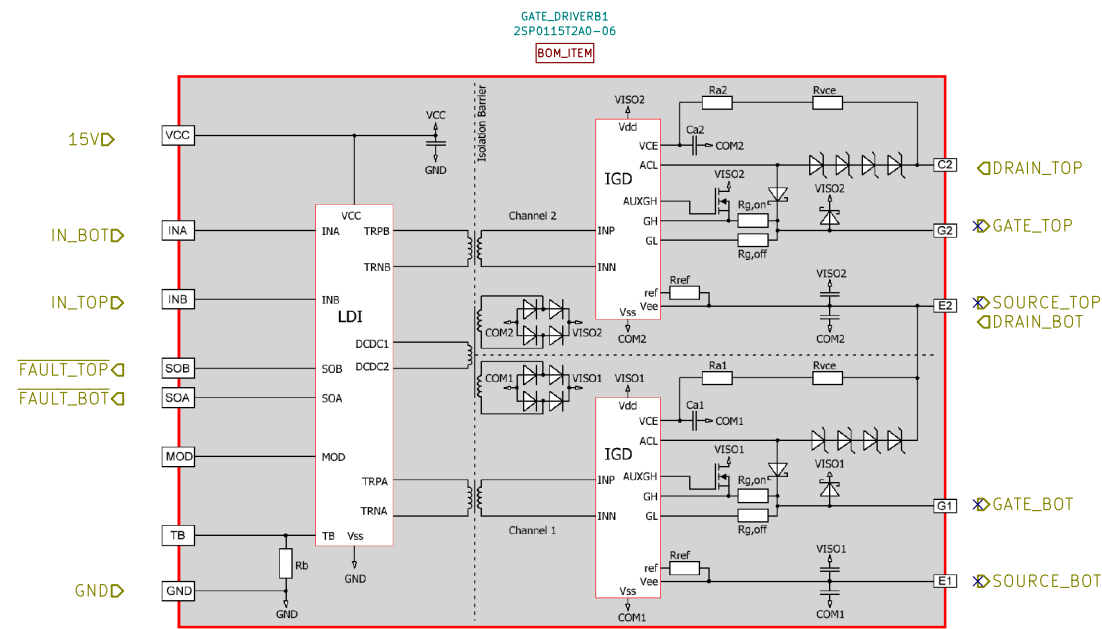 GATE_DRIVERB1
2SP0115T2A0-06
BOM_ITEM
15V
VCC
VCC
GND
VCC
Isolation Barrier
VISO2
Vdd
VCE
ACL
IGD
AUXGH
GH
GL
Ca2
COM2
Ra2
Rvce
VISO2
Rg,on
Rg,off
VISO2
C2
DRAIN_TOP
G2
GATE_TOP
IN_BOT
INA
INA
TRPB
TRNB
Channel 2
INP
INN
IN_TOP
INB
INB
LDI
ref
Vee
Vss
COM2
Rref
VISO2
COM2
E2
SOURCE_TOP
DRAIN_BOT
COM2
VISO2
DCDC1
DCDC2
FAULT_TOP
SOB
SOB
FAULT_BOT
SOA
SOA
COM1
VISO1
VISO1
Vdd
VCE
ACL
IGD
AUXGH
GH
GL
Ra1
Rvce
Ca1
COM1
VISO1
Rg,on
Rg,off
VISO1
G1
GATE_BOT
MOD
MOD
TRPA
TRNA
Channel 1
INP
INN
TB
TB
Vss
GND
Rb
GND
GND
GND
ref
Vee
Vss
COM1
Rref
VISO1
COM1
E1
SOURCE_BOT